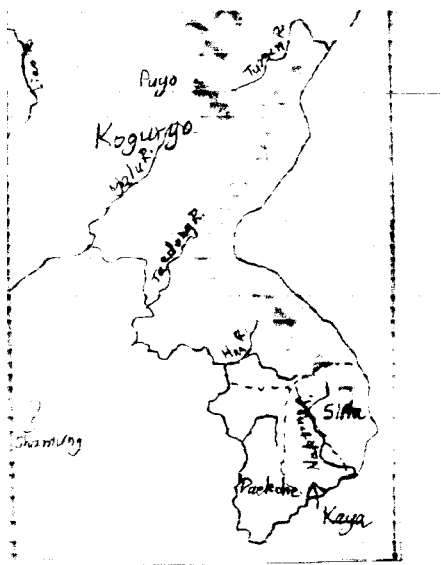 Tumen R.
Puyo
Koguryo
Yalu R.
Taedong R.
Han R.
Silla
Naktong R.
Shantung
Paekche
Kaya